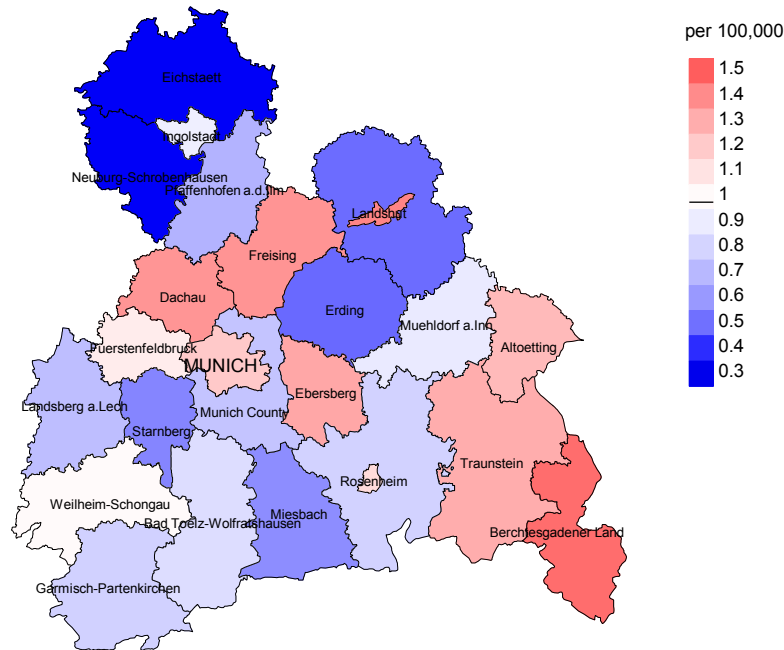 per 100,000
1.5
1.4
1.3
1.2
1.1
1
0.9
0.8
0.7
0.6
0.5
0.4
0.3
Eichstaett
Ingolstadt
Neuburg-Schrobenhausen
Pfaffenhofen a.d.Ilm
Landshut
Freising
Dachau
Erding
Muehldorf a.Inn
Altoetting
Fuerstenfeldbruck
MUNICH
Ebersberg
Landsberg a.Lech
Munich County
Starnberg
Traunstein
Rosenheim
Weilheim-Schongau
Miesbach
Bad Toelz-Wolfratshausen
Berchtesgadener Land
Garmisch-Partenkirchen